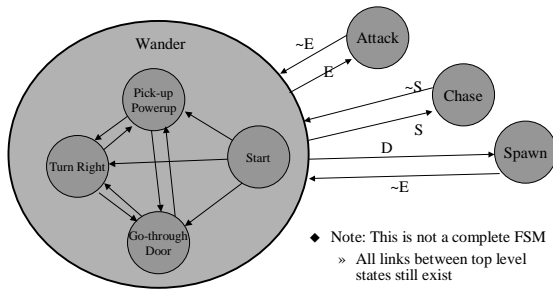 Wander
~E
Attack
E
Pick-up
Powerup
~S
Chase
S
Turn Right
Start
D
Spawn
~E
Go-through
Door
◆ Note: This is not a complete FSM
» All links between top level
states still exist